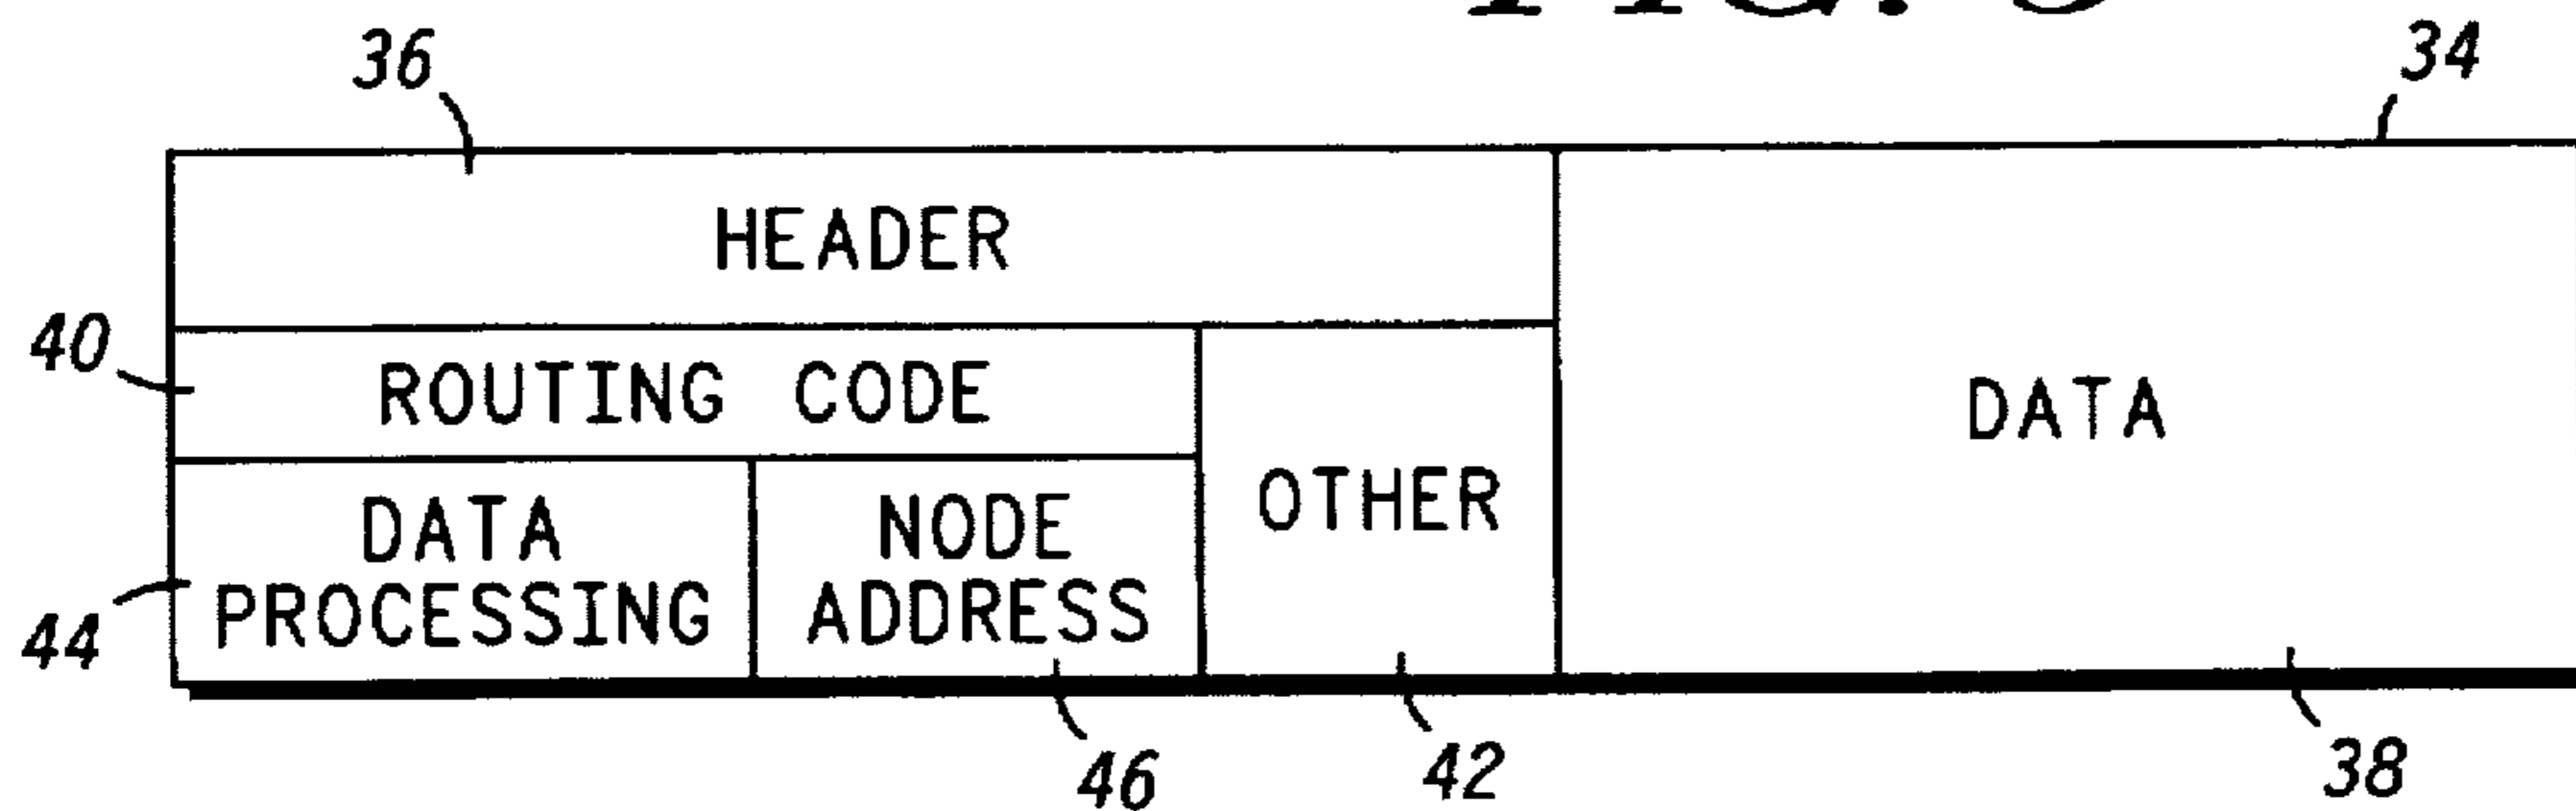 36
34
HEADER
40
ROUTING CODE
DATA
OTHER
DATA
PROCESSING
NODE
ADDRESS
44
46
42
38